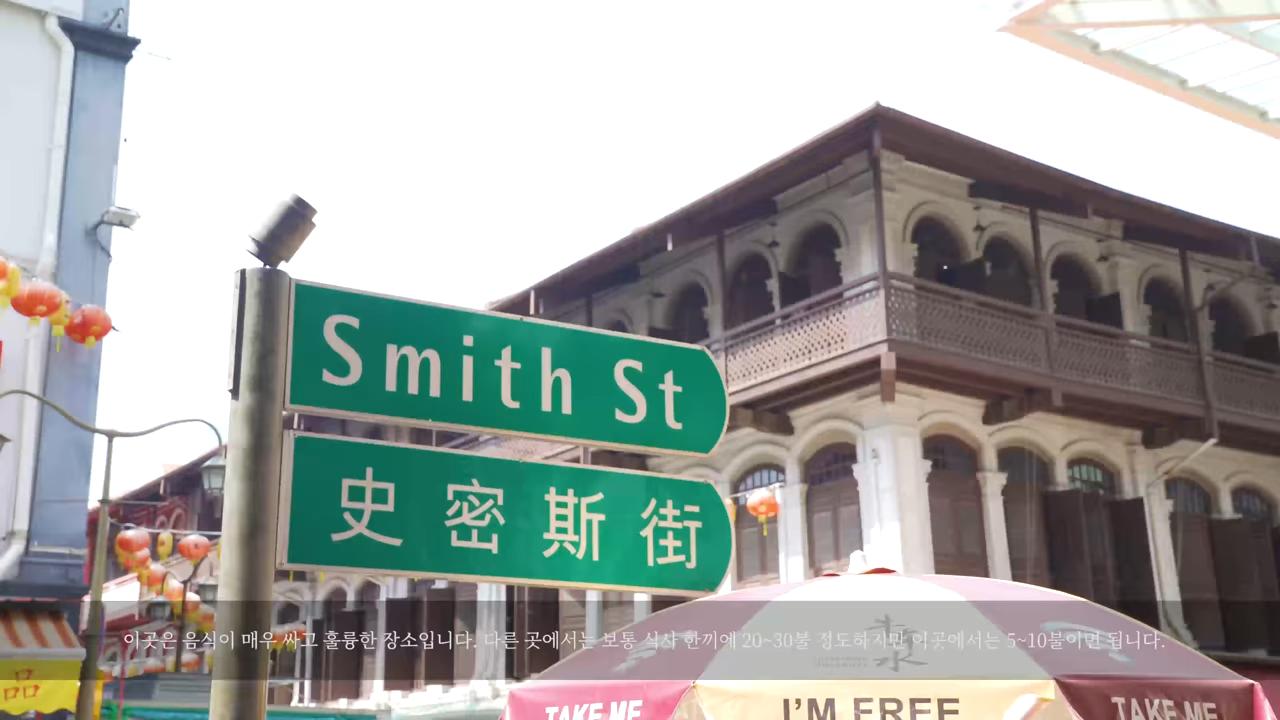 Smith St
史密斯街
이곳은 음식이 매우 싸고 훌륭한 장소입니다. 다른 곳에서는 보통 식사 한끼에 20~30불 정도하지만 이곳에서는 5~10불이면 됩니다.
品
TAKE ME
I'M FREE
TAKE ME